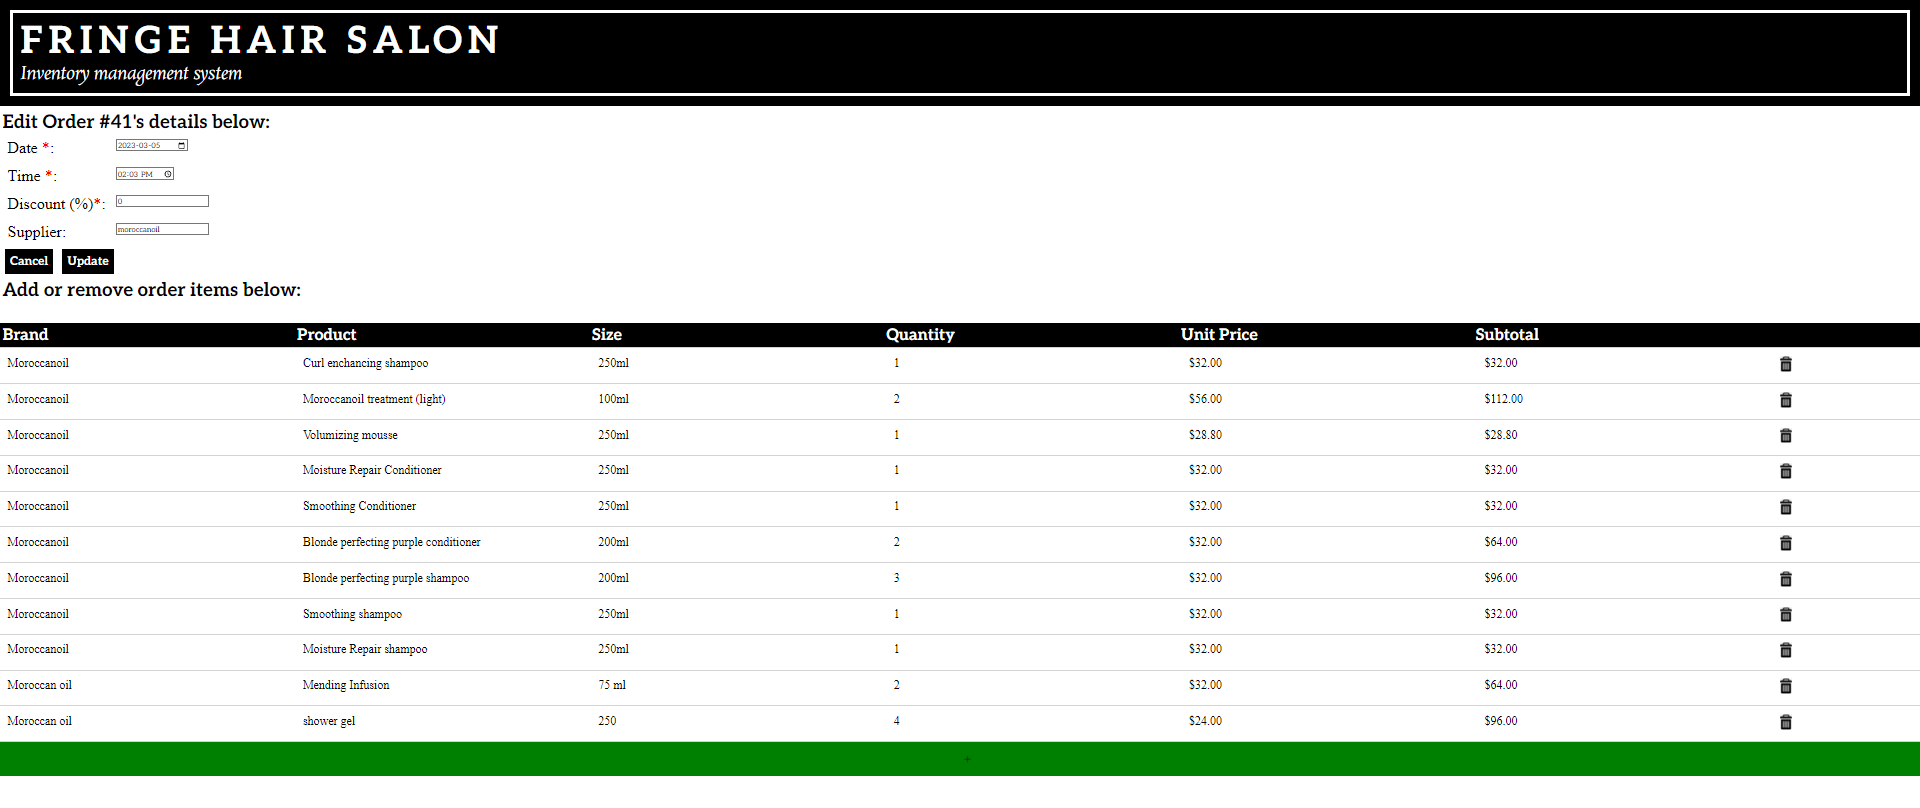 FRINGE HAIR SALON
Inventory management system
Edit Order #41's details below:
Date *: 2023-03-05
Time *: 02:03 PM
Discount (%)*: 0
Supplier: moroccanoil
Cancel Update
Add or remove order items below:
Brand Product Size Quantity Unit Price Subtotal
Moroccanoil Curl enchancing shampoo 250ml 1 $32.00 $32.00
Moroccanoil Moroccanoil treatment (light) 100ml 2 $56.00 $112.00
Moroccanoil Volumizing mousse 250ml 1 $28.80 $28.80
Moroccanoil Moisture Repair Conditioner 250ml 1 $32.00 $32.00
Moroccanoil Smoothing Conditioner 250ml 1 $32.00 $32.00
Moroccanoil Blonde perfecting purple conditioner 200ml 2 $32.00 $64.00
Moroccanoil Blonde perfecting purple shampoo 200ml 3 $32.00 $96.00
Moroccanoil Smoothing shampoo 250ml 1 $32.00 $32.00
Moroccanoil Moisture Repair shampoo 250ml 1 $32.00 $32.00
Moroccan oil Mending Infusion 75 ml 2 $32.00 $64.00
Moroccan oil shower gel 250 4 $24.00 $96.00
+